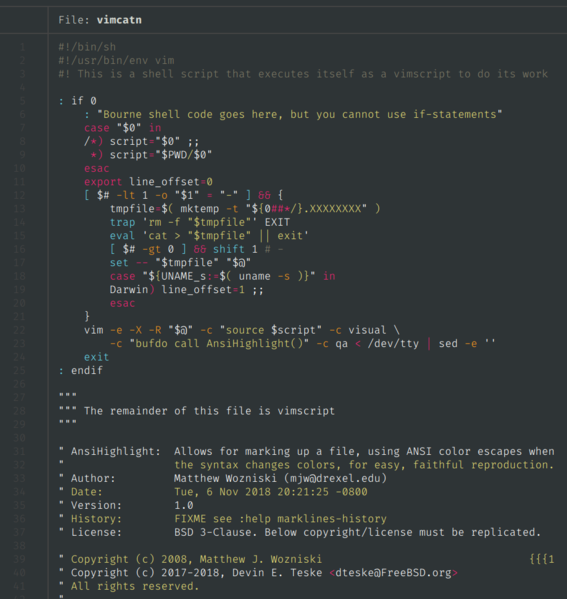 File: vimcatn
1 #!/bin/sh
2 #!/usr/bin/env vim
3 #! This is a shell script that executes itself as a vimscript to do its work
4
5 : if 0
6     : "Bourne shell code goes here, but you cannot use if-statements"
7     case "$0" in
8     /*) script="$0" ;;
9      *) script="$PWD/$0"
10     esac
11     export line_offset=0
12     [ $# -lt 1 -o "$1" = "-" ] && {
13         tmpfile=$( mktemp -t "${0##*/}.XXXXXXXX" )
14         trap 'rm -f "$tmpfile"' EXIT
15         eval 'cat > "$tmpfile" || exit'
16         [ $# -gt 0 ] && shift 1 # -
17         set -- "$tmpfile" "$@"
18         case "${UNAME_s:=$( uname -s )}" in
19         Darwin) line_offset=1 ;;
20         esac
21     }
22     vim -e -X -R "$@" -c "source $script" -c visual \
23         -c "bufdo call AnsiHighlight()" -c qa < /dev/tty | sed -e ''
24     exit
25 : endif
26
27 """
28 """ The remainder of this file is vimscript
29 """
30
31 " AnsiHighlight:  Allows for marking up a file, using ANSI color escapes when
32 "                 the syntax changes colors, for easy, faithful reproduction.
33 " Author:         Matthew Wozniski (mjw@drexel.edu)
34 " Date:           Tue, 6 Nov 2018 20:21:25 -0800
35 " Version:        1.0
36 " History:        FIXME see :help marklines-history
37 " License:        BSD 3-Clause. Below copyright/license must be replicated.
38
39 " Copyright (c) 2008, Matthew J. Wozniski {{{1
40 " Copyright (c) 2017-2018, Devin E. Teske <dteske@FreeBSD.org>
41 " All rights reserved.
"